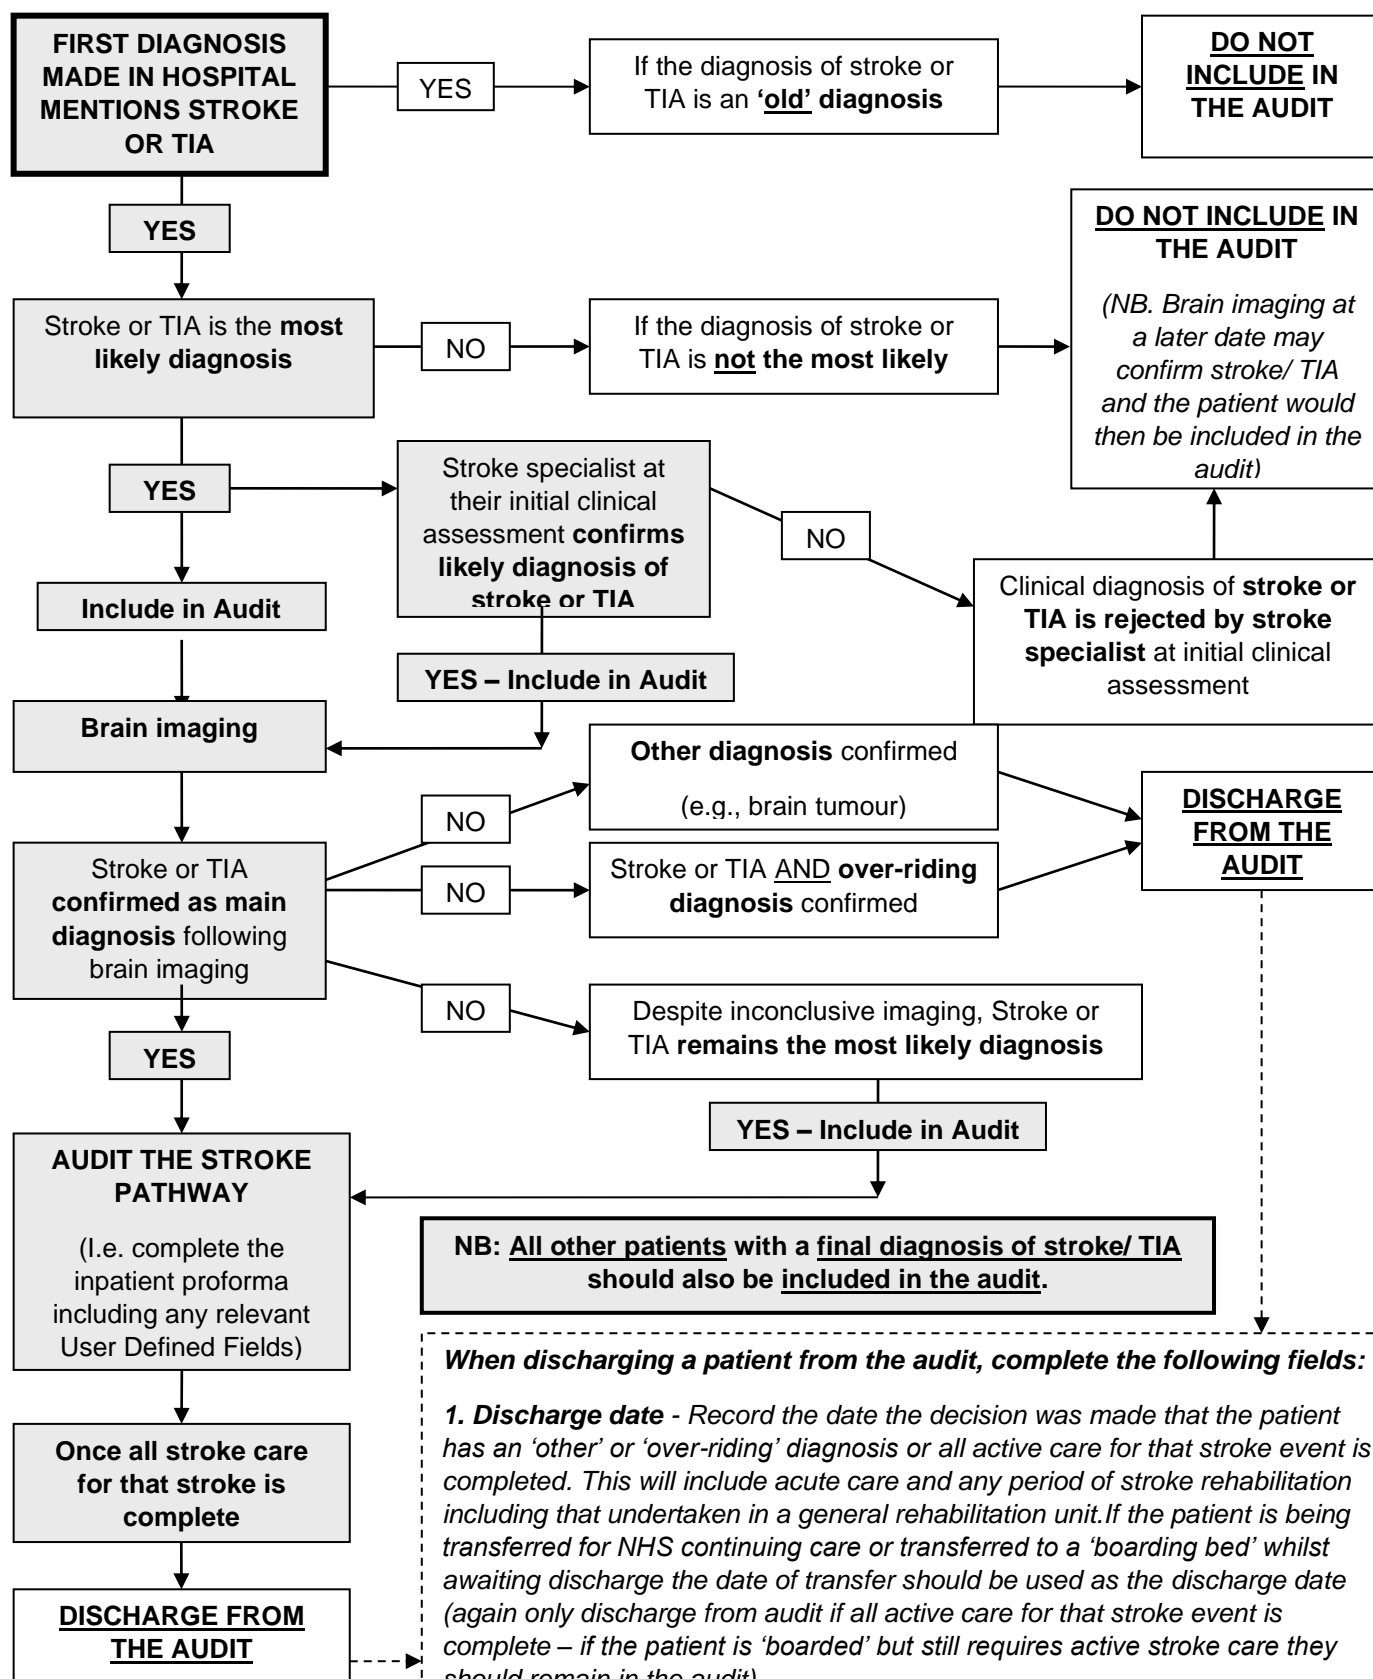 FIRST DIAGNOSIS
MADE IN HOSPITAL
MENTIONS STROKE
OR TIA
YES
If the diagnosis of stroke or
TIA is an ‘old’ diagnosis
DO NOT
INCLUDE IN
THE AUDIT
YES
Stroke or TIA is the most
likely diagnosis
NO
If the diagnosis of stroke or
TIA is not the most likely
DO NOT INCLUDE IN
THE AUDIT
(NB. Brain imaging at
a later date may
confirm stroke/ TIA
and the patient would
then be included in the
audit)
YES
Stroke specialist at
their initial clinical
assessment confirms
likely diagnosis of
stroke or TIA
NO
Clinical diagnosis of stroke or
TIA is rejected by stroke
specialist at initial clinical
assessment
Include in Audit
YES – Include in Audit
Brain imaging
Other diagnosis confirmed
(e.g., brain tumour)
NO
DISCHARGE
FROM THE
AUDIT
Stroke or TIA
confirmed as main
diagnosis following
brain imaging
NO
Stroke or TIA AND over-riding
diagnosis confirmed
NO
Despite inconclusive imaging, Stroke or
TIA remains the most likely diagnosis
YES
YES – Include in Audit
AUDIT THE STROKE
PATHWAY
(I.e. complete the
inpatient proforma
including any relevant
User Defined Fields)
NB: All other patients with a final diagnosis of stroke/ TIA
should also be included in the audit.
Once all stroke care
for that stroke is
complete
DISCHARGE FROM
THE AUDIT
When discharging a patient from the audit, complete the following fields:
1. Discharge date - Record the date the decision was made that the patient
has an ‘other’ or ‘over-riding’ diagnosis or all active care for that stroke event is
completed. This will include acute care and any period of stroke rehabilitation
including that undertaken in a general rehabilitation unit.If the patient is being
transferred for NHS continuing care or transferred to a ‘boarding bed’ whilst
awaiting discharge the date of transfer should be used as the discharge date
(again only discharge from audit if all active care for that stroke event is
complete – if the patient is ‘boarded’ but still requires active stroke care they
should remain in the audit)